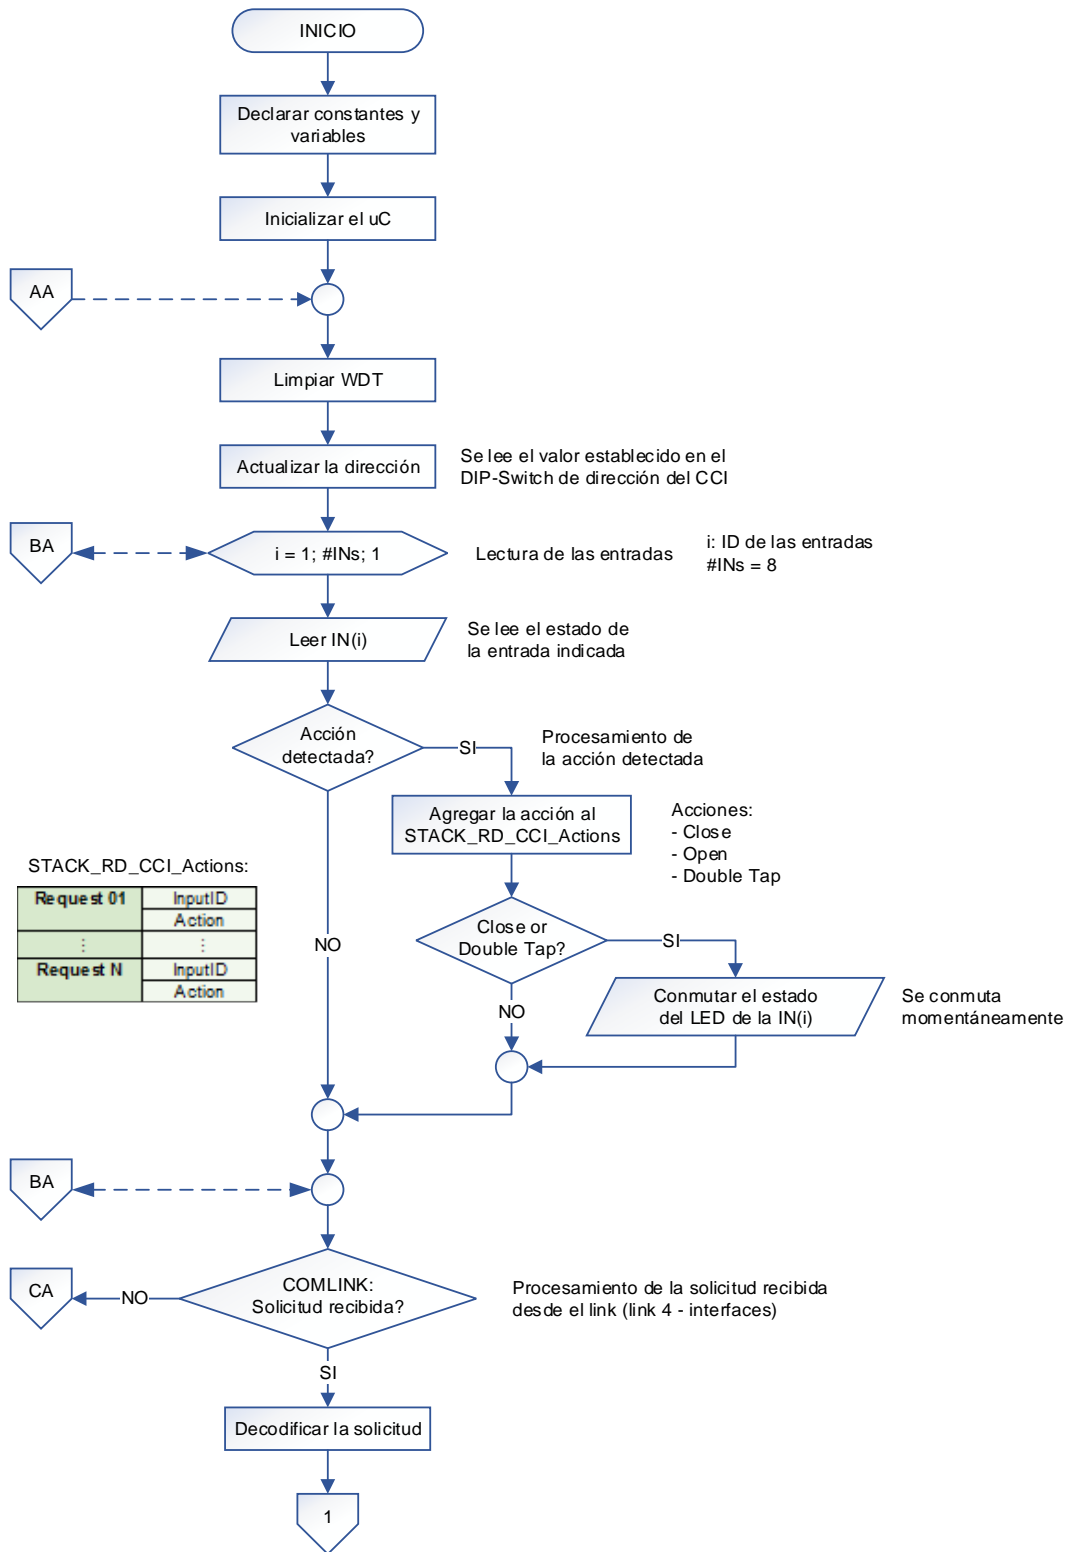 INICIO
Declarar constantes y
variables
Inicializar el uC
AA
Limpiar WDT
Actualizar la dirección
Se lee el valor establecido en el
DIP-Switch de dirección del CCI
BA
i = 1; #INs; 1
Lectura de las entradas
i: ID de las entradas
#INs = 8
Leer IN(i)
Se lee el estado de
la entrada indicada
Acción
detectada?
SI
Procesamiento de
la acción detectada
Agregar la acción al
STACK_RD_CCI_Actions
Acciones:
- Close
- Open
- Double Tap
STACK_RD_CCI_Actions:
Request 01
InputID
Action
⋮
⋮
Request N
InputID
Action
NO
Close or
Double Tap?
SI
NO
Conmutar el estado
del LED de la IN(i)
Se conmuta
momentáneamente
BA
CA
NO
COMLINK:
Solicitud recibida?
Procesamiento de la solicitud recibida
desde el link (link 4 - interfaces)
SI
Decodificar la solicitud
1